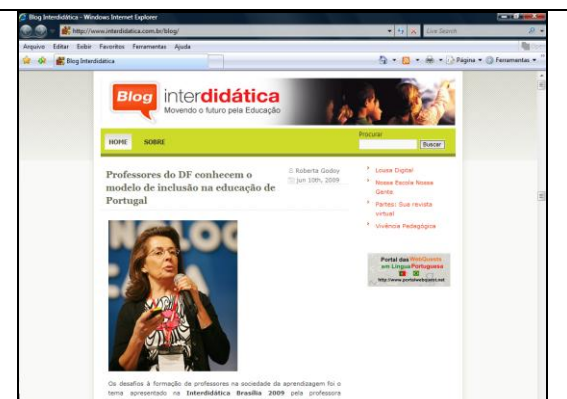 Blog Interdidática - Windows Internet Explorer
http://www.interdidatica.com.br/blog/
Live Search
Arquivo Editar Exibir Favoritos Ferramentas Ajuda
Blog Interdidática
Página Ferramentas
Blog interdidática
Movendo o futuro pela Educação
HOME SOBRE
Procurar
Buscar
Professores do DF conhecem o
modelo de inclusão na educação de
Portugal
Roberta Godoy
jun 10th, 2009
Lousa Digital
Nossa Escola Nossa
Gente
Partes: Sua revista
virtual
Vivência Pedagógica
Portal das WebQuests
em Língua Portuguesa
http://www.portalwebquest.net
Os desafios à formação de professores na sociedade da aprendizagem foi o
tema apresentado na Interdidática Brasília 2009 pela professora